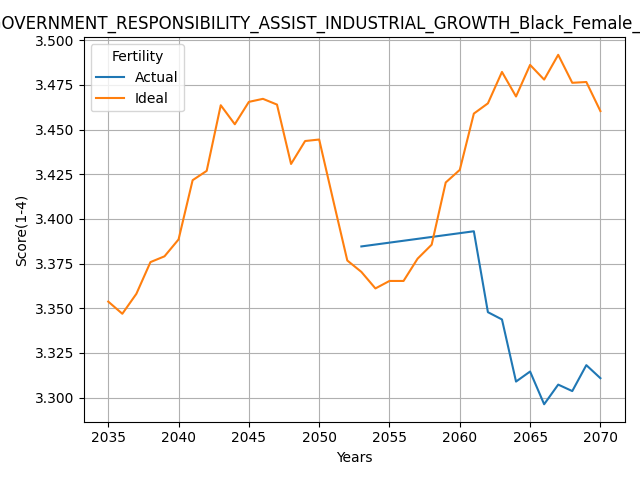 OVERNMENT_RESPONSIBILITY_ASSIST_INDUSTRIAL_GROWTH_Black_Female_
Fertility
Actual
Ideal
3.500
3.475
3.450
3.425
3.400
3.375
3.350
3.325
3.300
Score(1-4)
2035 2040 2045 2050 2055 2060 2065 2070
Years